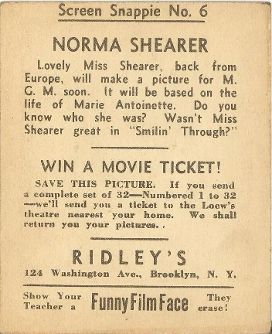 Screen Snappie No. 6
NORMA SHEARER
Lovely Miss Shearer, back from
Europe, will make a picture for M.
G. M. soon. It will be based on the
life of Marie Antoinette. Do you
know who she was? Wasn't Miss
Shearer great in "Smilin' Through?"
WIN A MOVIE TICKET!
SAVE THIS PICTURE. If you send
a complete set of 32—Numbered 1 to 32
—we'll send you a ticket to the Loew's
theatre nearest your home. We shall
return you your pictures. .
RIDLEY'S
124 Washington Ave., Brooklyn, N. Y.
Show Your Teacher a FunnyFilmFace They erase!